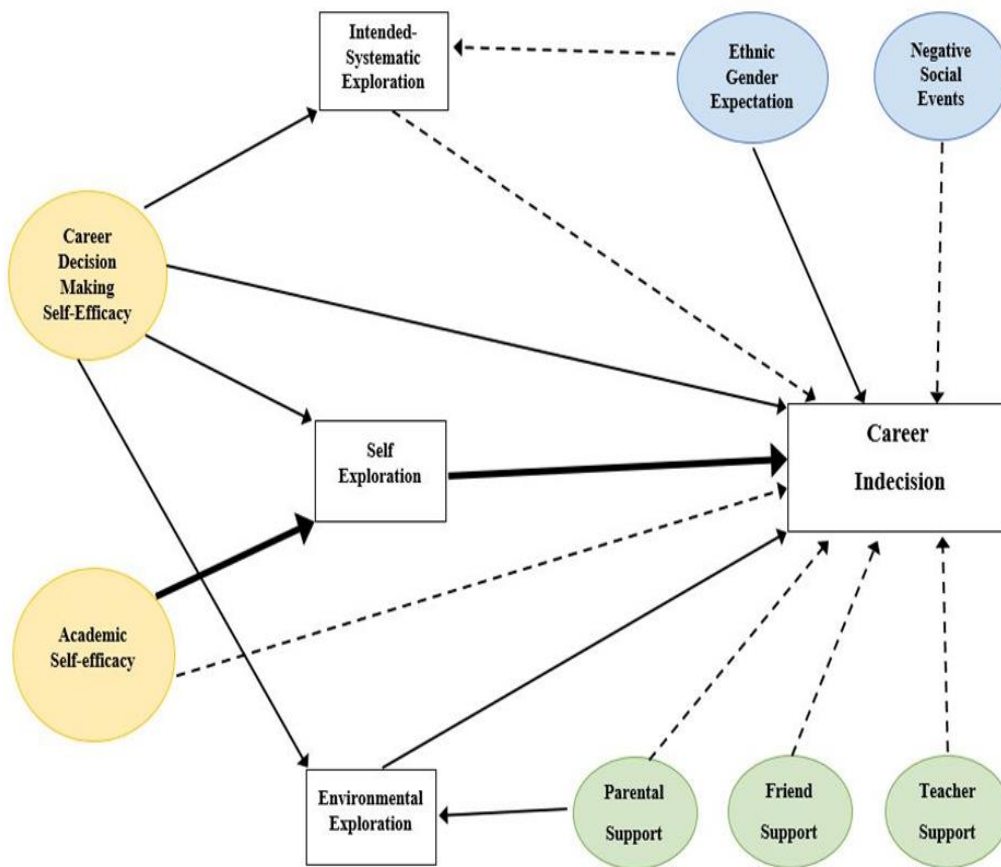 Intended-
Systematic
Exploration
Ethnic
Gender
Expectation
Negative
Social
Events
Career
Decision
Making
Self-Efficacy
Self
Exploration
Career
Indecision
Academic
Self-efficacy
Environmental
Exploration
Parental
Support
Friend
Support
Teacher
Support